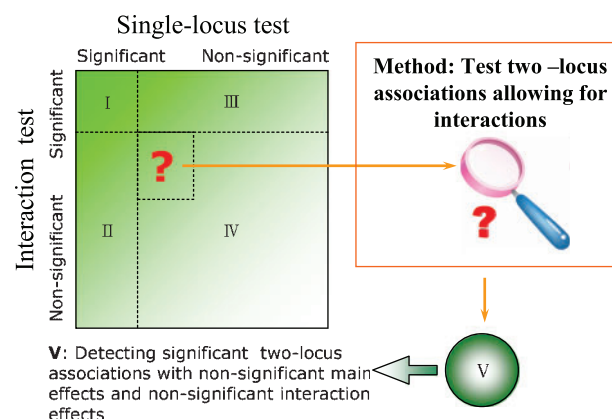 Single-locus test
Significant Non-significant
Interaction test
Significant
Non-significant
I
III
?
II
IV
Method: Test two –locus
associations allowing for
interactions
?
V: Detecting significant two-locus
associations with non-significant main
effects and non-significant interaction
effects
V